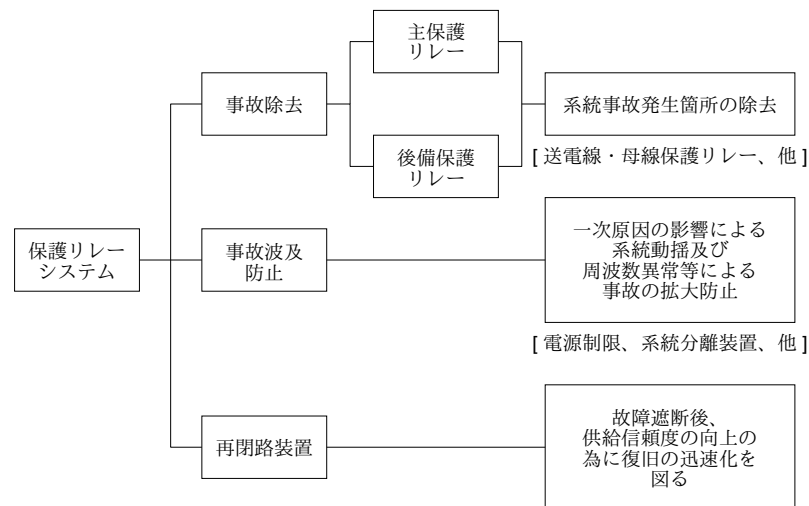 主保護
リレー
事故除去
系統事故発生箇所の除去
後備保護
リレー
[ 送電線・母線保護リレー、他 ]
保護リレー
システム
事故波及
防止
一次原因の影響による
系統動揺及び
周波数異常等による
事故の拡大防止
[ 電源制限、系統分離装置、他 ]
再閉路装置
故障遮断後、
供給信頼度の向上の
為に復旧の迅速化を
図る